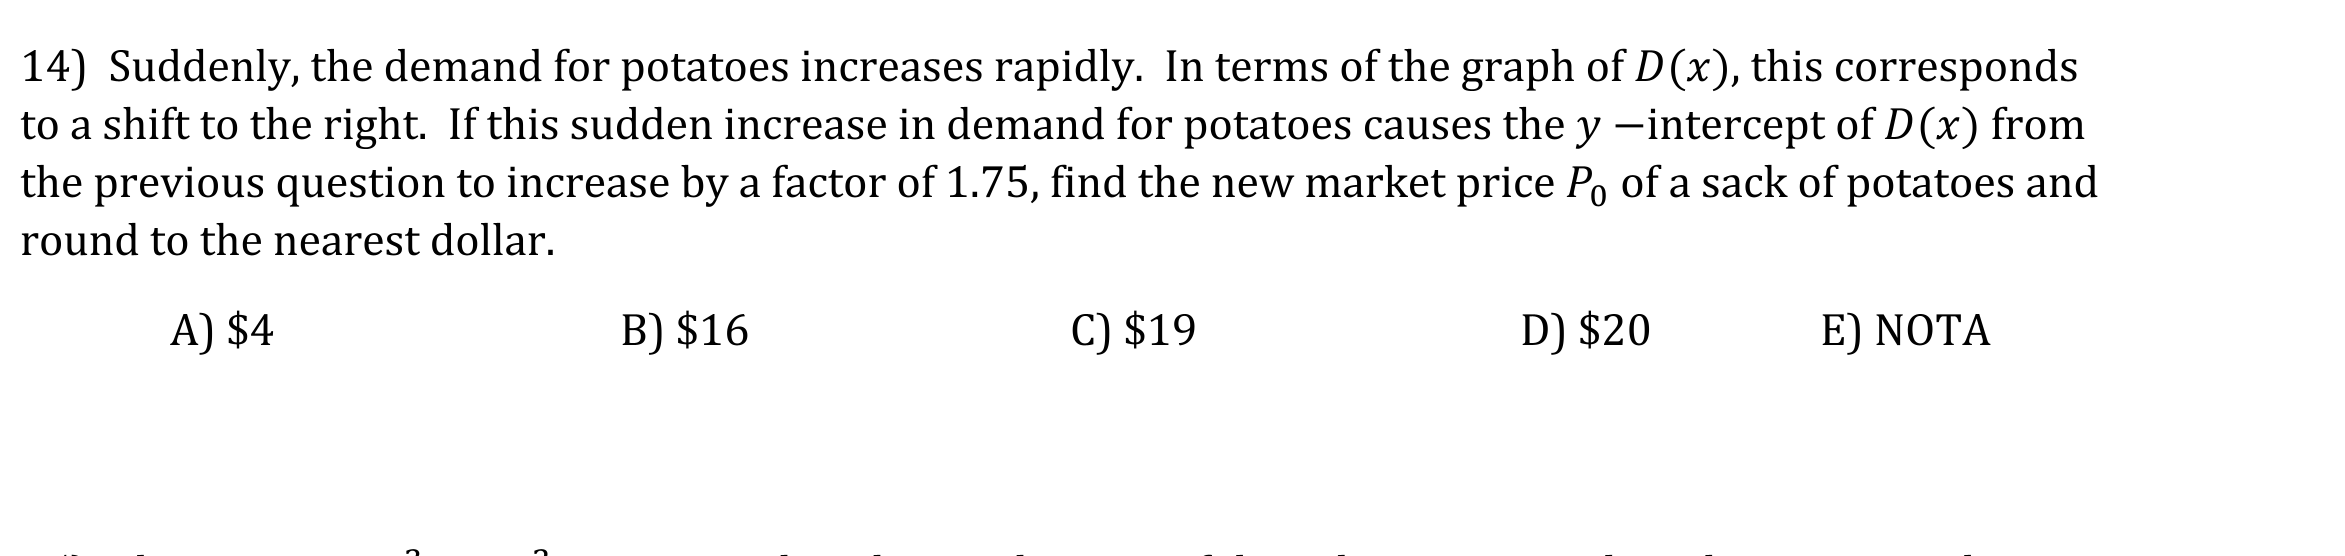 14) Suddenly, the demand for potatoes increases rapidly. In terms of the graph of D(x), this corresponds
to a shift to the right. If this sudden increase in demand for potatoes causes the y −intercept of D(x) from
the previous question to increase by a factor of 1.75, find the new market price P₀ of a sack of potatoes and
round to the nearest dollar.
A) $4 B) $16 C) $19 D) $20 E) NOTA